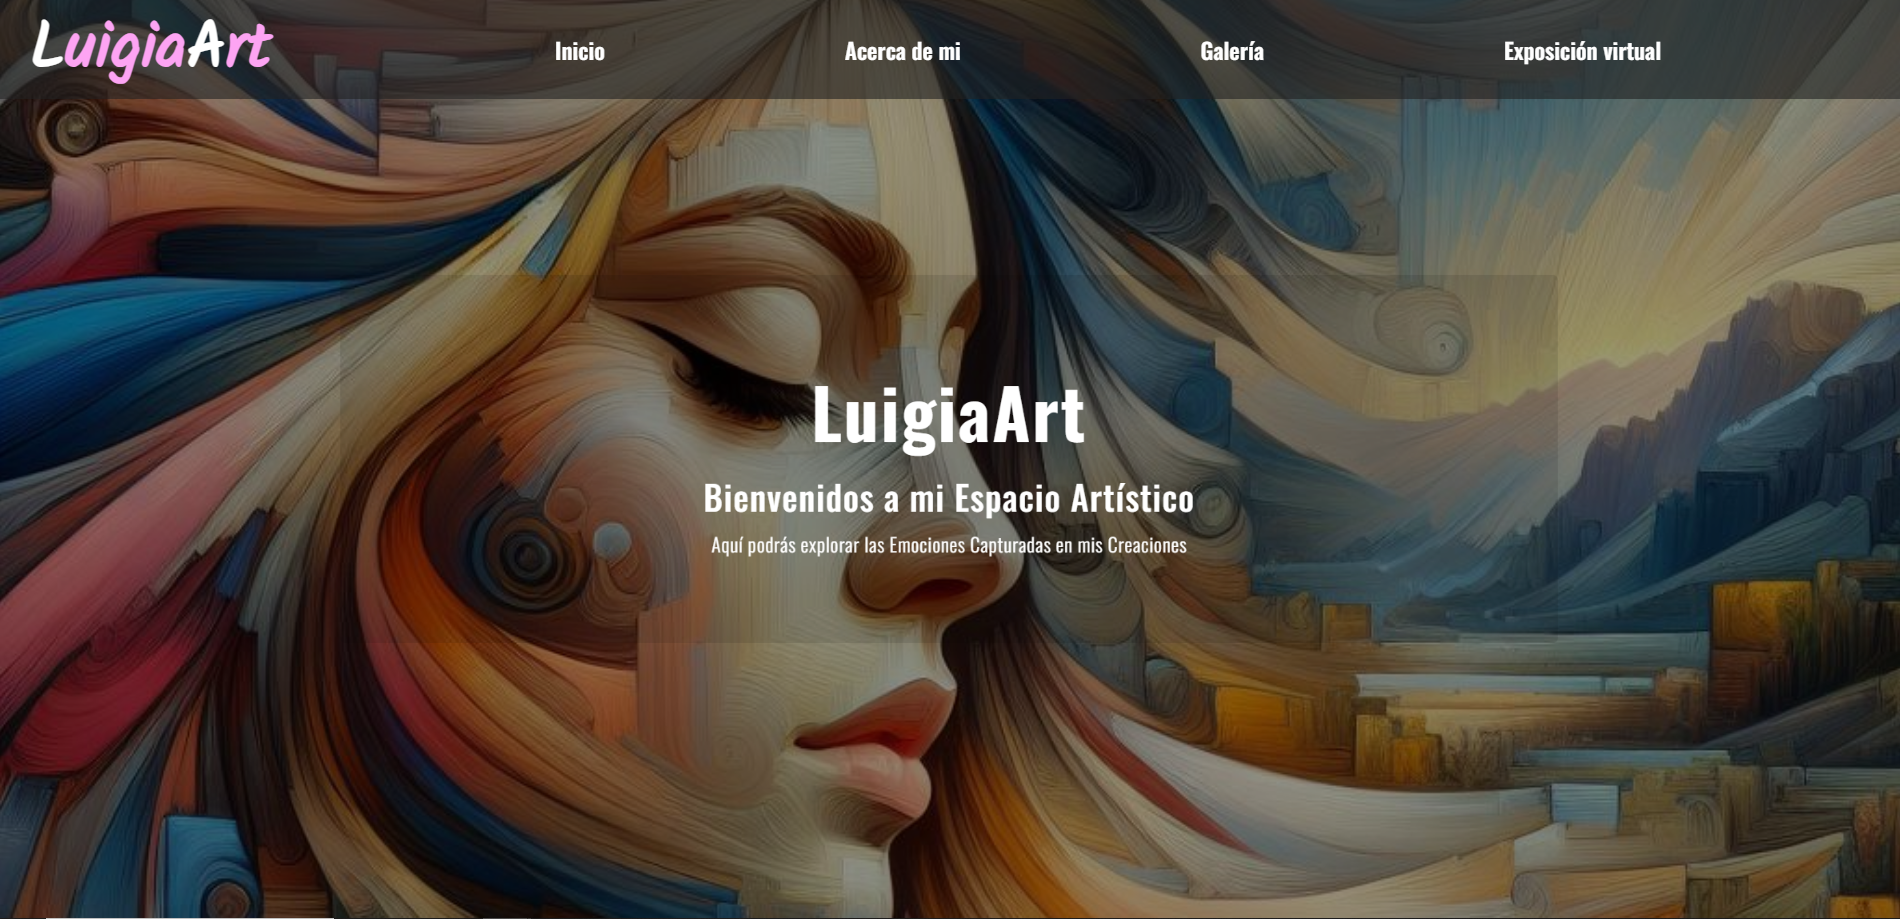 LuigiaArt
Inicio
Acerca de mi
Galería
Exposición virtual
LuigiaArt
Bienvenidos a mi Espacio Artístico
Aquí podrás explorar las Emociones Capturadas en mis Creaciones